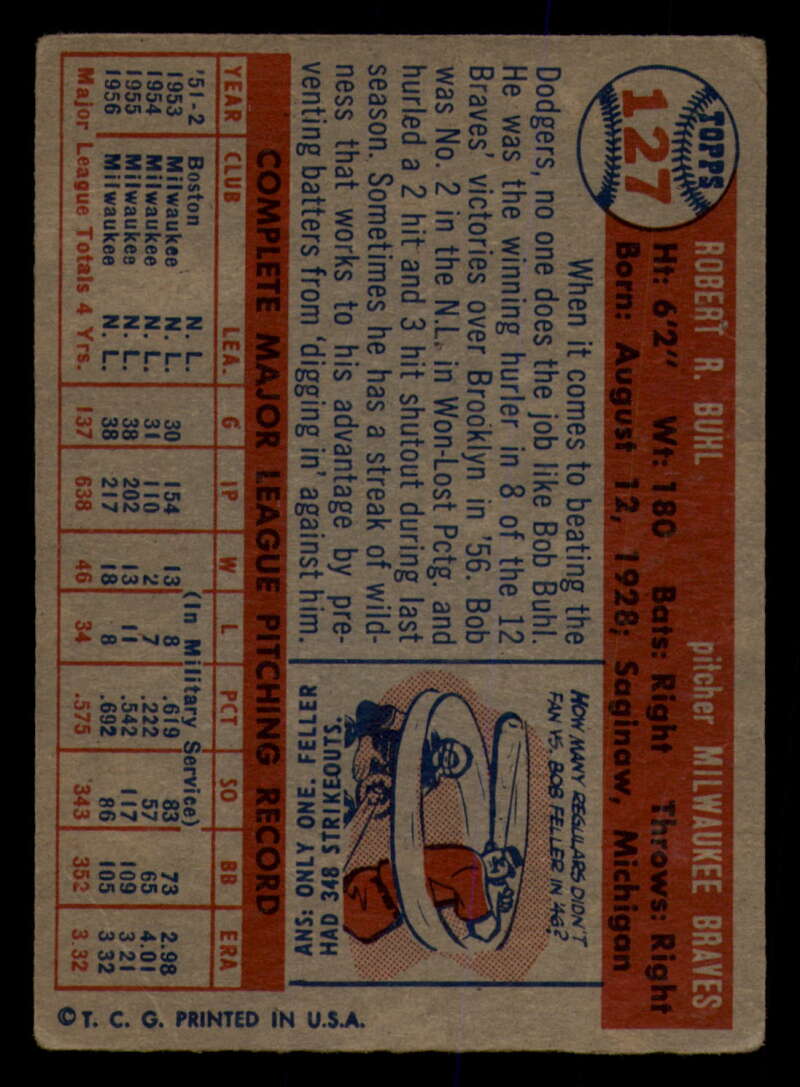 TOPPS
127
ROBERT R. BUHL
pitcher MILWAUKEE BRAVES
Ht: 6'2" Wt: 180 Bats: Right Throws: Right
Born: August 12, 1928; Saginaw, Michigan
When it comes to beating the
Dodgers, no one does the job like Bob Buhl.
He was the winning hurler in 8 of the 12
Braves' victories over Brooklyn in '56. Bob
was No. 2 in the N.L. in Won-Lost Pctg. and
hurled a 2 hit and 3 hit shutout during last
season. Sometimes he has a streak of wild-
ness that works to his advantage by pre-
venting batters from 'digging in' against him.
HOW MANY REGULARS DIDN'T
FAN VS. BOB FELLER IN '46?
ANS: ONLY ONE. FELLER
HAD 348 STRIKEOUTS.
COMPLETE MAJOR LEAGUE PITCHING RECORD
YEAR CLUB LEA. G IP W L PCT SO BB ERA
'51-2 Boston N. L. (In Military Service)
1953 Milwaukee N. L. 30 154 13 8 .619 83 73 2.98
1954 Milwaukee N. L. 31 110 2 7 .222 57 65 4.01
1955 Milwaukee N. L. 38 202 13 11 .542 117 109 3.21
1956 Milwaukee N. L. 38 217 18 8 .692 86 105 3.32
Major League Totals 4 Yrs. 137 638 46 34 .575 343 352 3.32
© T. C. G. PRINTED IN U.S.A.